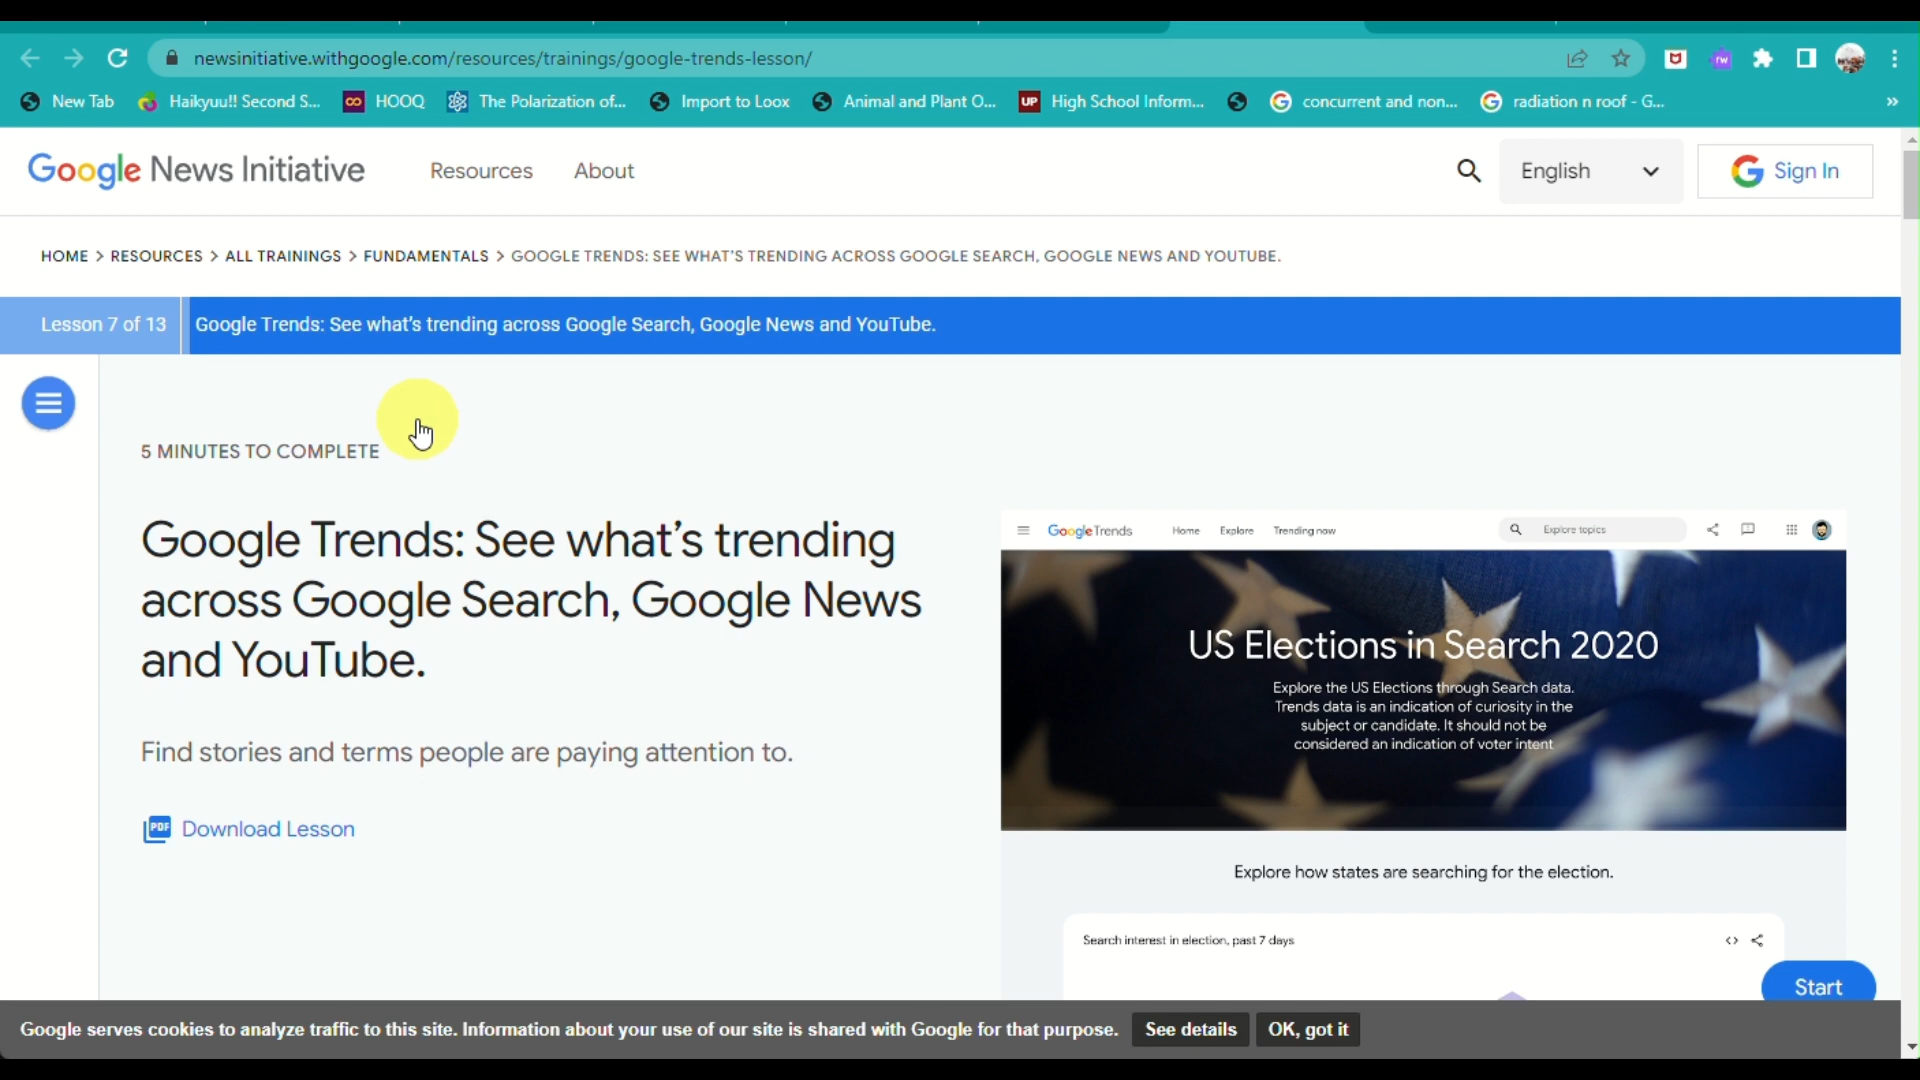 newsinitiative.withgoogle.com/resources/trainings/google-trends-lesson/
New Tab Haikyuu!! Second S... HOOQ The Polarization of... Import to Loox Animal and Plant O... UP High School Inform... concurrent and non... radiation n roof - G... »
Google News Initiative Resources About English Sign In
HOME > RESOURCES > ALL TRAININGS > FUNDAMENTALS > GOOGLE TRENDS: SEE WHAT'S TRENDING ACROSS GOOGLE SEARCH, GOOGLE NEWS AND YOUTUBE.
Lesson 7 of 13 Google Trends: See what's trending across Google Search, Google News and YouTube.
5 MINUTES TO COMPLETE
Google Trends: See what's trending
across Google Search, Google News
and YouTube.
Find stories and terms people are paying attention to.
PDF Download Lesson
Google Trends Home Explore Trending now Explore topics
US Elections in Search 2020
Explore the US Elections through Search data.
Trends data is an indication of curiosity in the
subject or candidate. It should not be
considered an indication of voter intent
Explore how states are searching for the election.
Search interest in election, past 7 days
Start
Google serves cookies to analyze traffic to this site. Information about your use of our site is shared with Google for that purpose. See details OK, got it